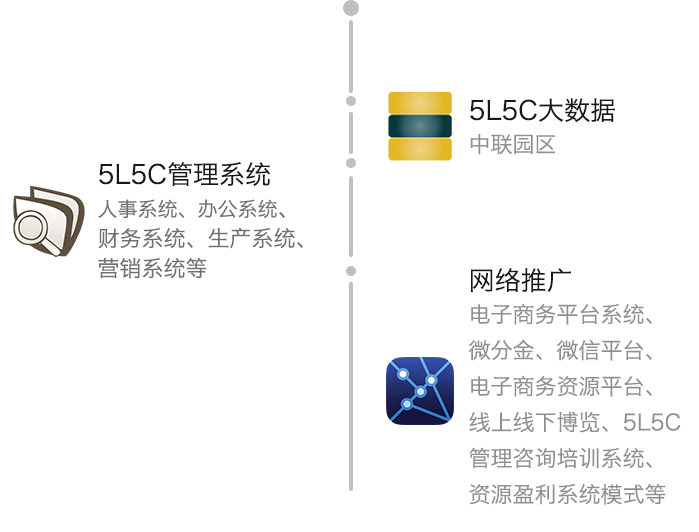 5L5C大数据
中联园区
5L5C管理系统
人事系统、办公系统、
财务系统、生产系统、
营销系统等
网络推广
电子商务平台系统、
微分金、微信平台、
电子商务资源平台、
线上线下博览、5L5C
管理咨询培训系统、
资源盈利系统模式等